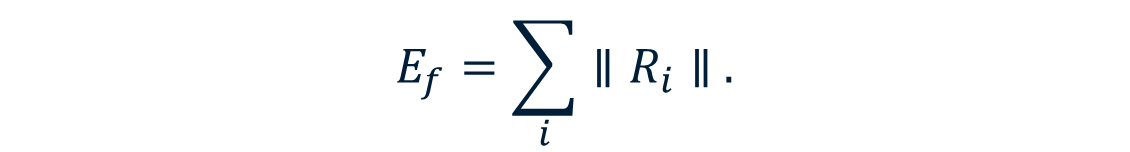 E_f = ∑_i ‖ R_i ‖ .